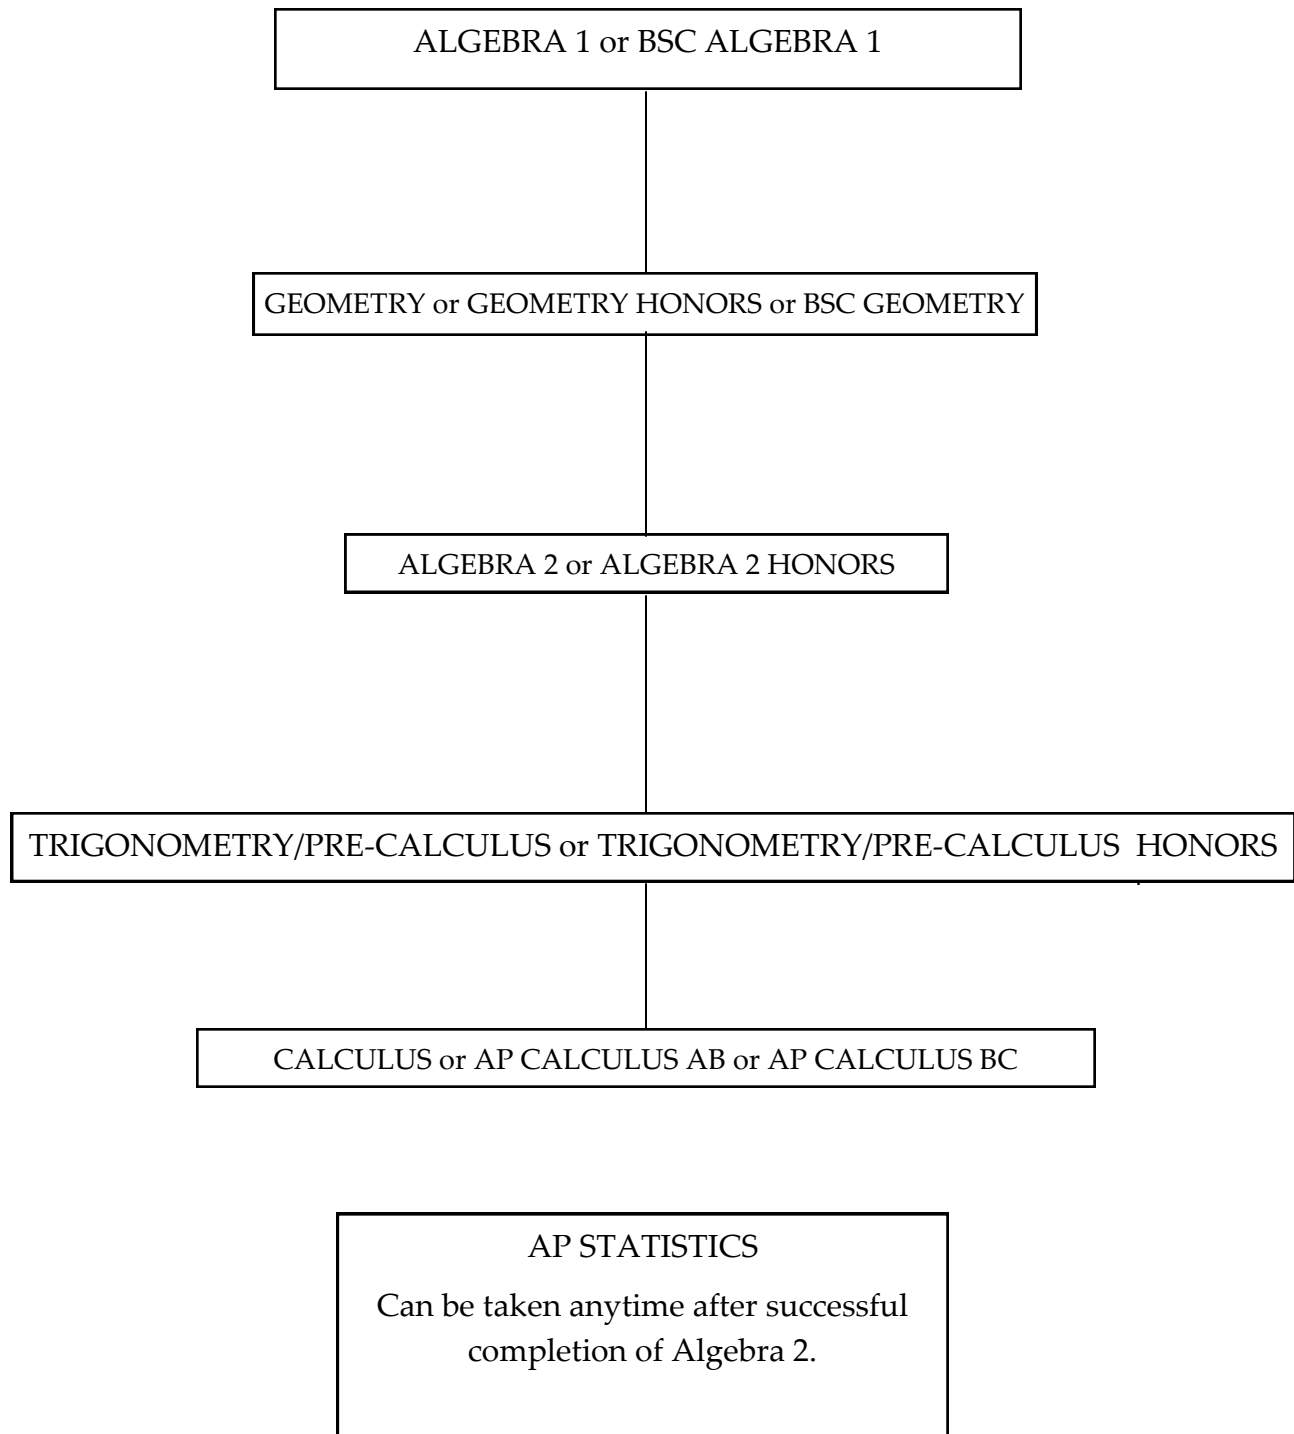 ALGEBRA 1 or BSC ALGEBRA 1
GEOMETRY or GEOMETRY HONORS or BSC GEOMETRY
ALGEBRA 2 or ALGEBRA 2 HONORS
TRIGONOMETRY/PRE-CALCULUS or TRIGONOMETRY/PRE-CALCULUS HONORS
CALCULUS or AP CALCULUS AB or AP CALCULUS BC
AP STATISTICS
Can be taken anytime after successful
completion of Algebra 2.